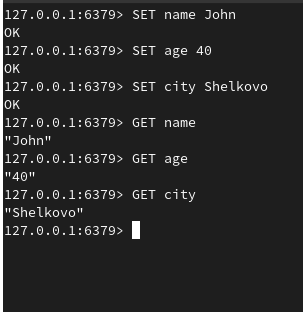 127.0.0.1:6379> SET name John
OK
127.0.0.1:6379> SET age 40
OK
127.0.0.1:6379> SET city Shelkovo
OK
127.0.0.1:6379> GET name
"John"
127.0.0.1:6379> GET age
"40"
127.0.0.1:6379> GET city
"Shelkovo"
127.0.0.1:6379>